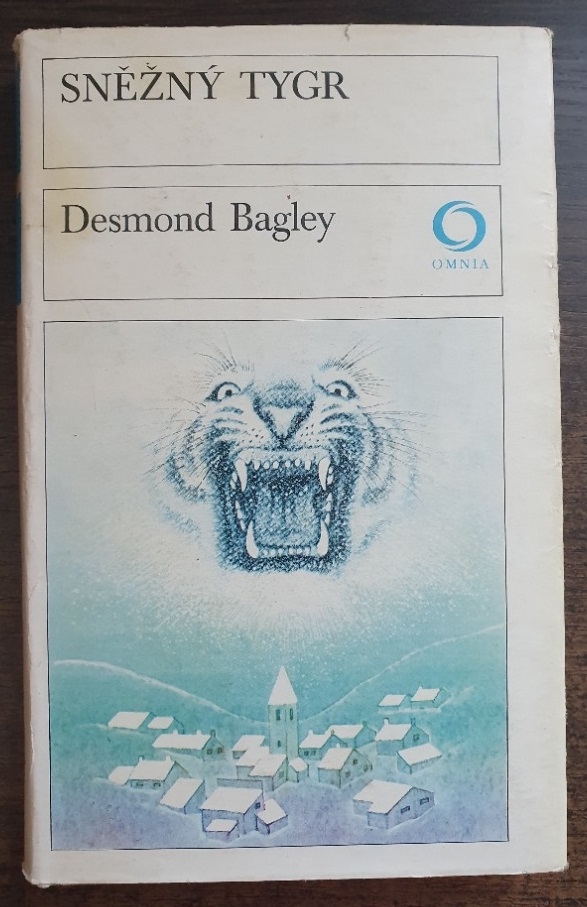 SNĚŽNÝ TYGR
Desmond Bagley
OMNIA